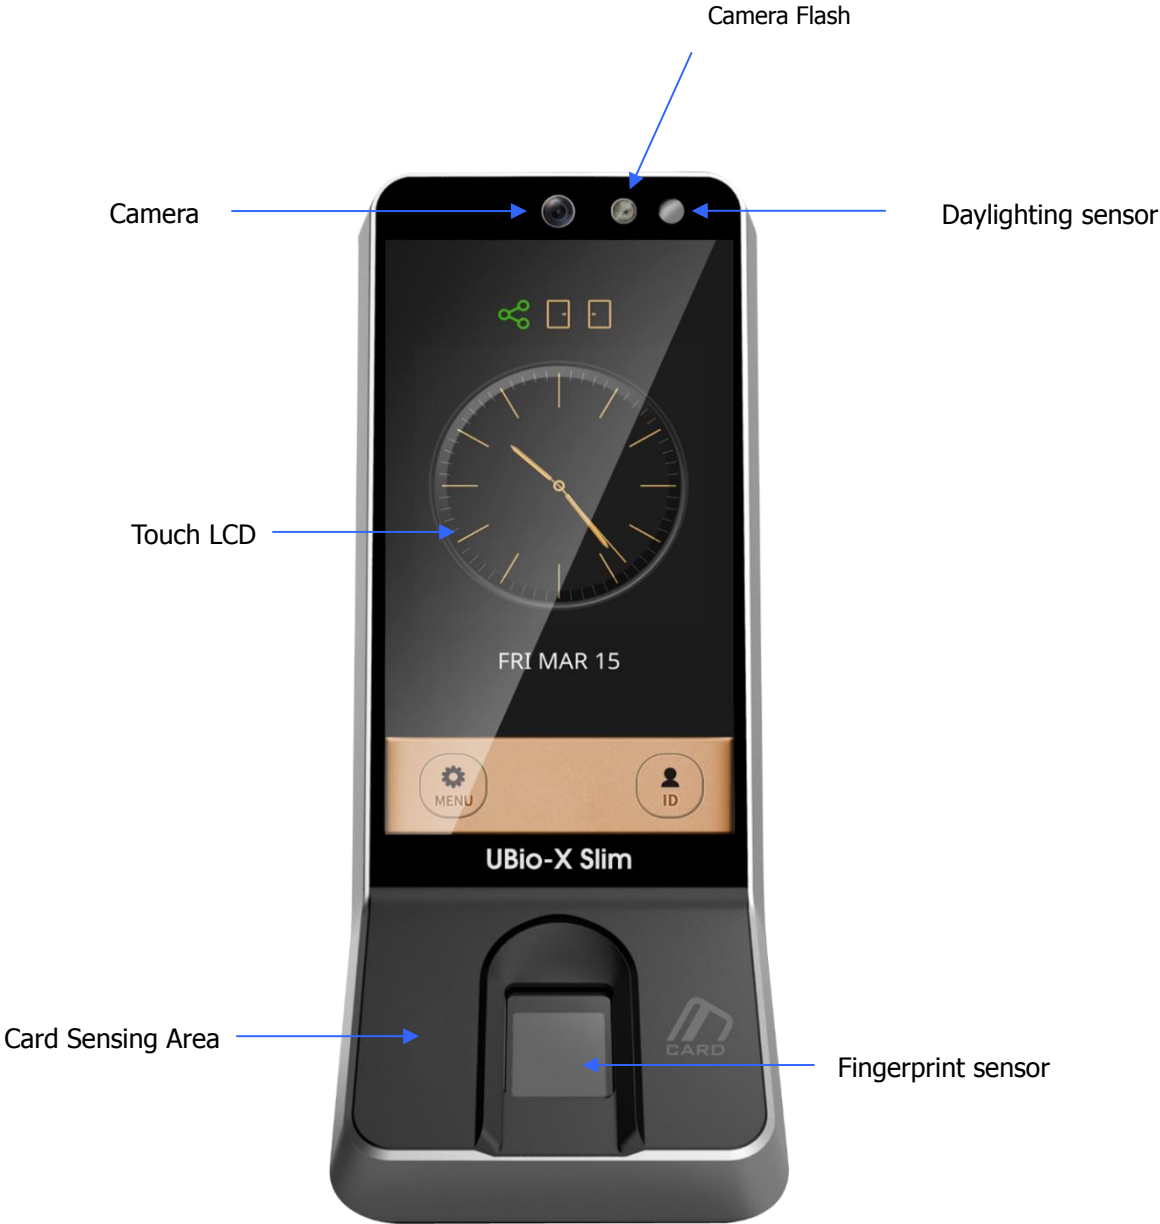 Camera Flash
Camera
Daylighting sensor
Touch LCD
FRI MAR 15
MENU
ID
UBio-X Slim
Card Sensing Area
CARD
Fingerprint sensor